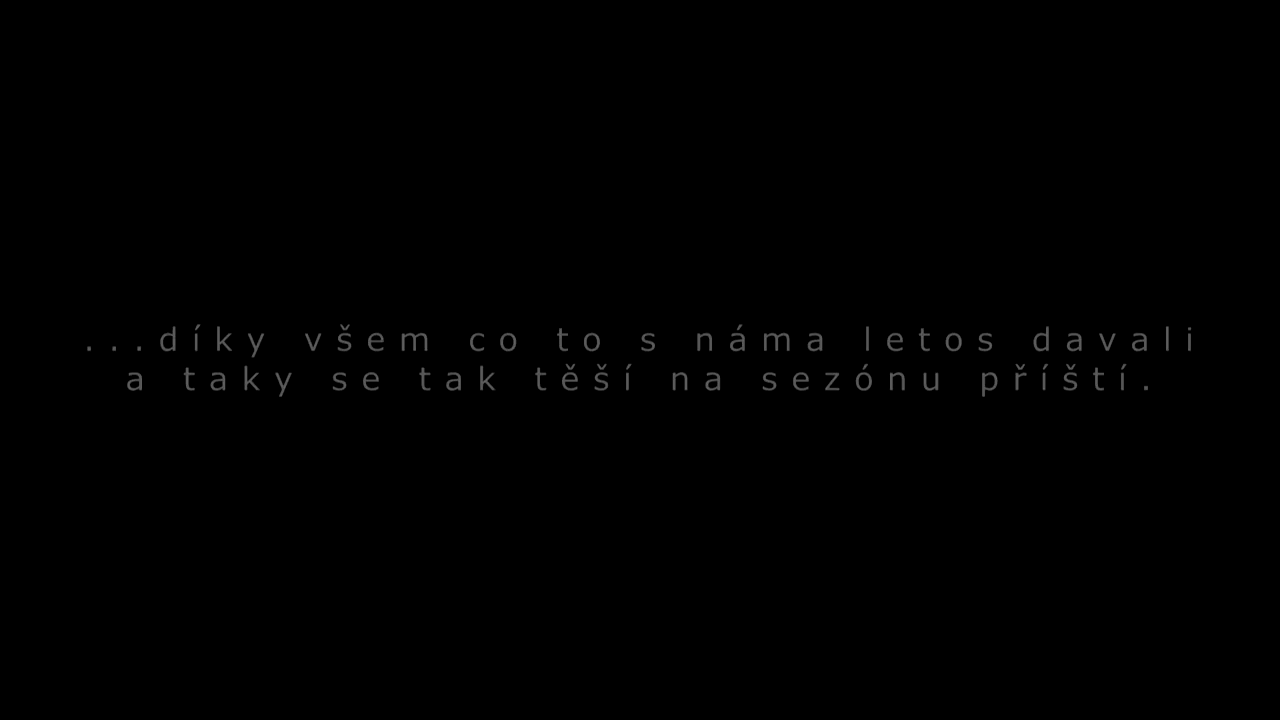 ...díky všem co to s náma letos davali
a taky se tak těší na sezónu příští.